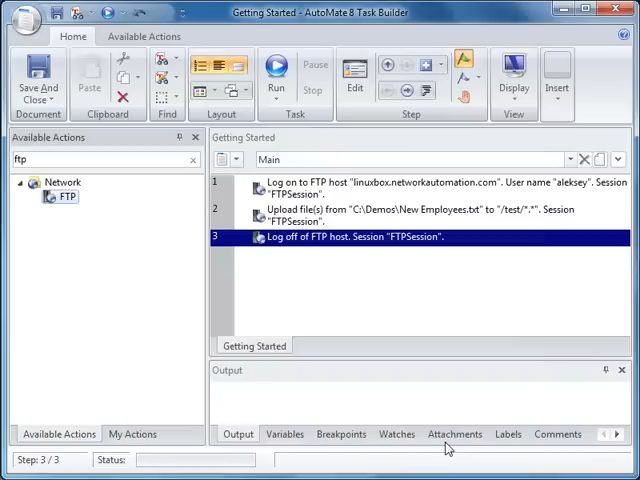 Getting Started - AutoMate 8 Task Builder
Home
Available Actions
Save And
Close
Document
Paste
Clipboard
Find
Layout
Run
Pause
Stop
Task
Edit
Step
Display
View
Insert
Available Actions
ftp
Network
FTP
Available Actions
My Actions
Getting Started
Main
1
Log on to FTP host "linuxbox.networkautomation.com". User name "aleksey". Session
"FTPSession".
2
Upload file(s) from "C:\Demos\New Employees.txt" to "/test/*.*". Session
"FTPSession".
3
Log off of FTP host. Session "FTPSession".
Getting Started
Output
Output
Variables
Breakpoints
Watches
Attachments
Labels
Comments
Step: 3 / 3
Status: